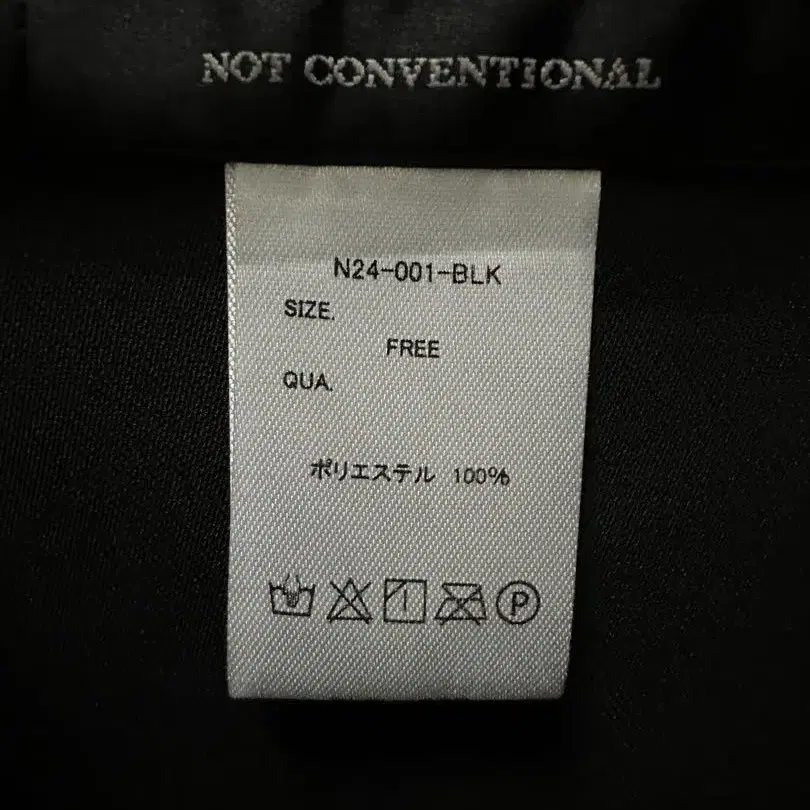 NOT CONVENTIONAL
N24-001-BLK
SIZE.
FREE
QUA.
ポリエステル 100%
P